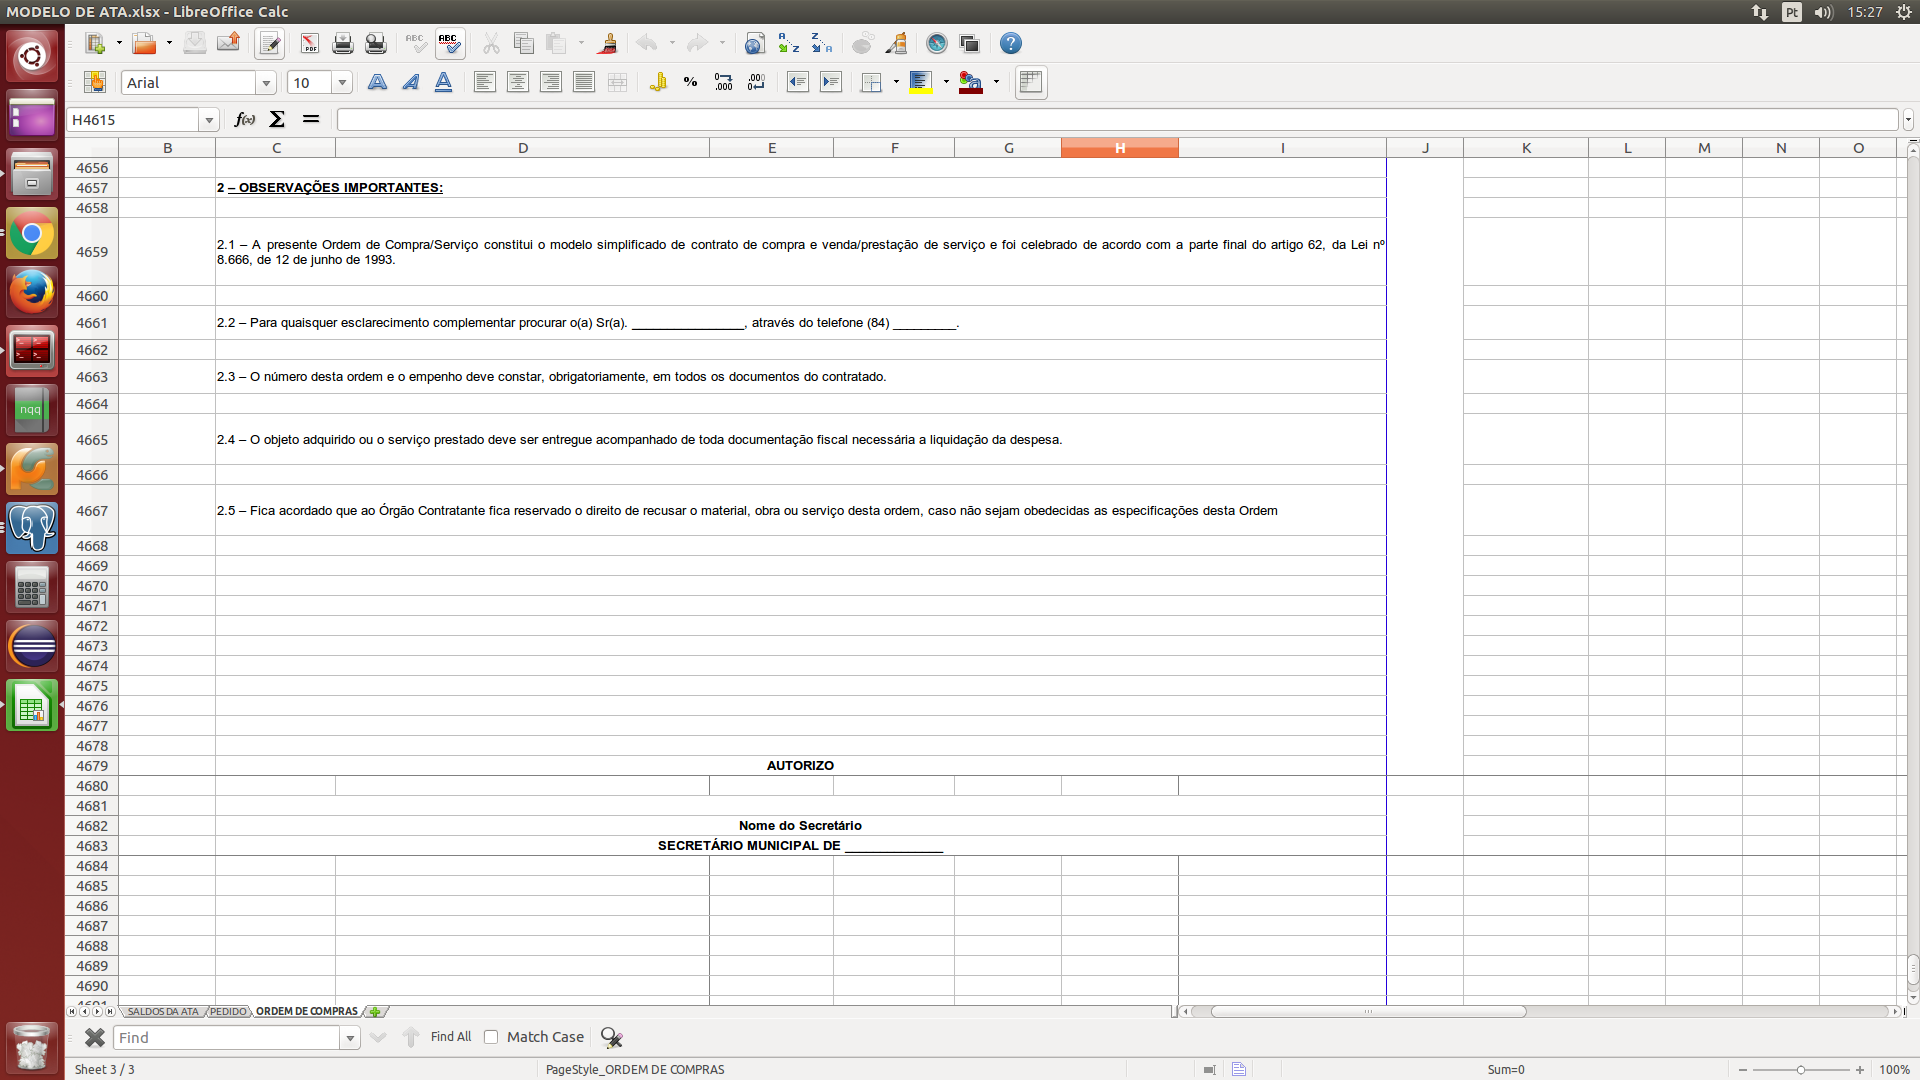 MODELO DE ATA.xlsx - LibreOffice Calc
Pt
15:27
Arial
10
H4615
B C D E F G H I J K L M N O
4656
4657 2 – OBSERVAÇÕES IMPORTANTES:
4658
4659 2.1 – A presente Ordem de Compra/Serviço constitui o modelo simplificado de contrato de compra e venda/prestação de serviço e foi celebrado de acordo com a parte final do artigo 62, da Lei nº
8.666, de 12 de junho de 1993.
4660
4661 2.2 – Para quaisquer esclarecimento complementar procurar o(a) Sr(a). ________________, através do telefone (84) _________.
4662
4663 2.3 – O número desta ordem e o empenho deve constar, obrigatoriamente, em todos os documentos do contratado.
4664
4665 2.4 – O objeto adquirido ou o serviço prestado deve ser entregue acompanhado de toda documentação fiscal necessária a liquidação da despesa.
4666
4667 2.5 – Fica acordado que ao Órgão Contratante fica reservado o direito de recusar o material, obra ou serviço desta ordem, caso não sejam obedecidas as especificações desta Ordem
4668
4669
4670
4671
4672
4673
4674
4675
4676
4677
4678
4679 AUTORIZO
4680
4681
4682 Nome do Secretário
4683 SECRETÁRIO MUNICIPAL DE ______________
4684
4685
4686
4687
4688
4689
4690
4691
SALDOS DA ATA PEDIDO ORDEM DE COMPRAS
Find Find All Match Case
Sheet 3 / 3 PageStyle_ORDEM DE COMPRAS Sum=0 100%
nqq